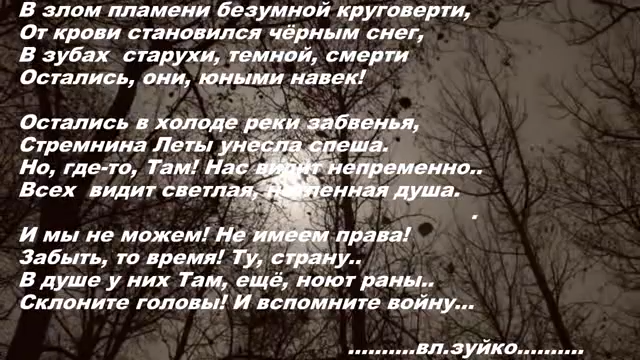 В злом пламени безумной круговерти,
От крови становился чёрным снег,
В зубах старухи, темной, смерти
Остались, они, юными навек!
Остались в холоде реки забвенья,
Стремнина Леты унесла спеша.
Но, где-то, Там! Нас видит непременно..
Всех видит светлая, нетленная душа.
.
И мы не можем! Не имеем права!
Забыть, то время! Ту, страну..
В душе у них Там, ещё, ноют раны..
Склоните головы! И вспомните войну...
..........вл.зуйко..........